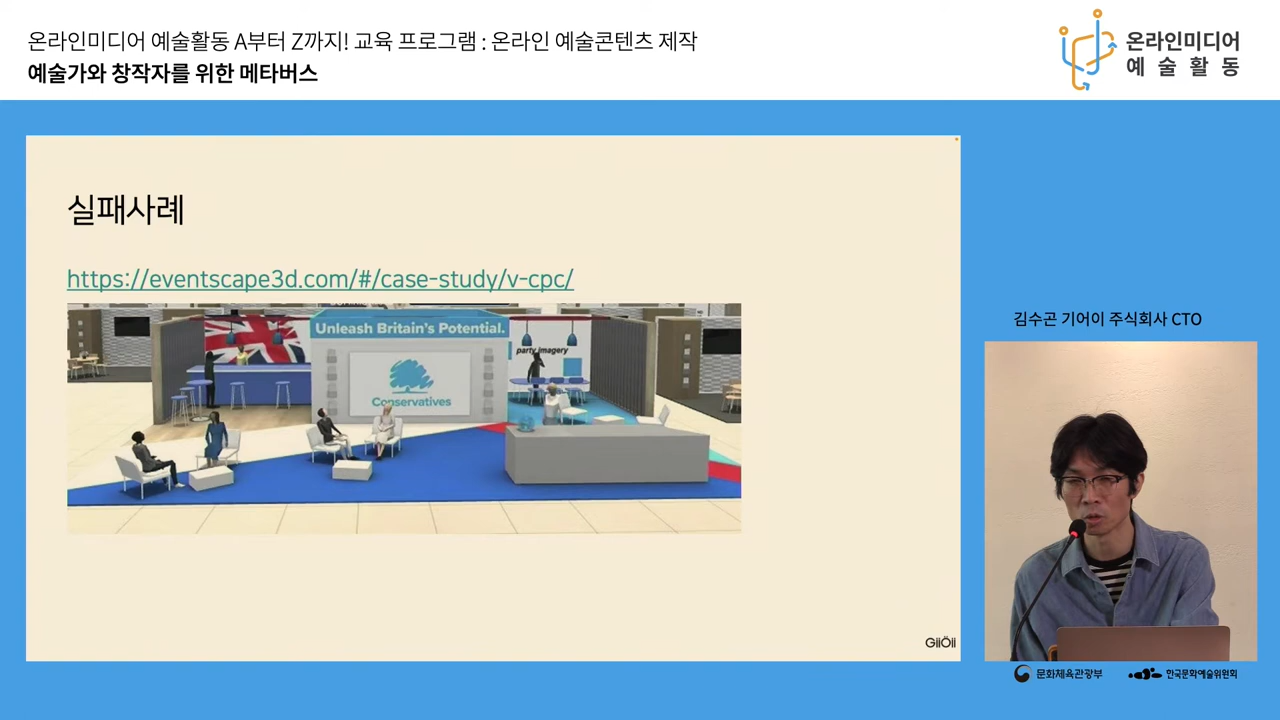 온라인미디어 예술활동 A부터 Z까지! 교육 프로그램 : 온라인 예술콘텐츠 제작
예술가와 창작자를 위한 메타버스
온라인미디어
예술활동
실패사례
https://eventscape3d.com/#/case-study/v-cpc/
Unleash Britain's Potential.
party imagery
Conservatives
김수곤 기어이 주식회사 CTO
GiiÖii
문화체육관광부
한국문화예술위원회